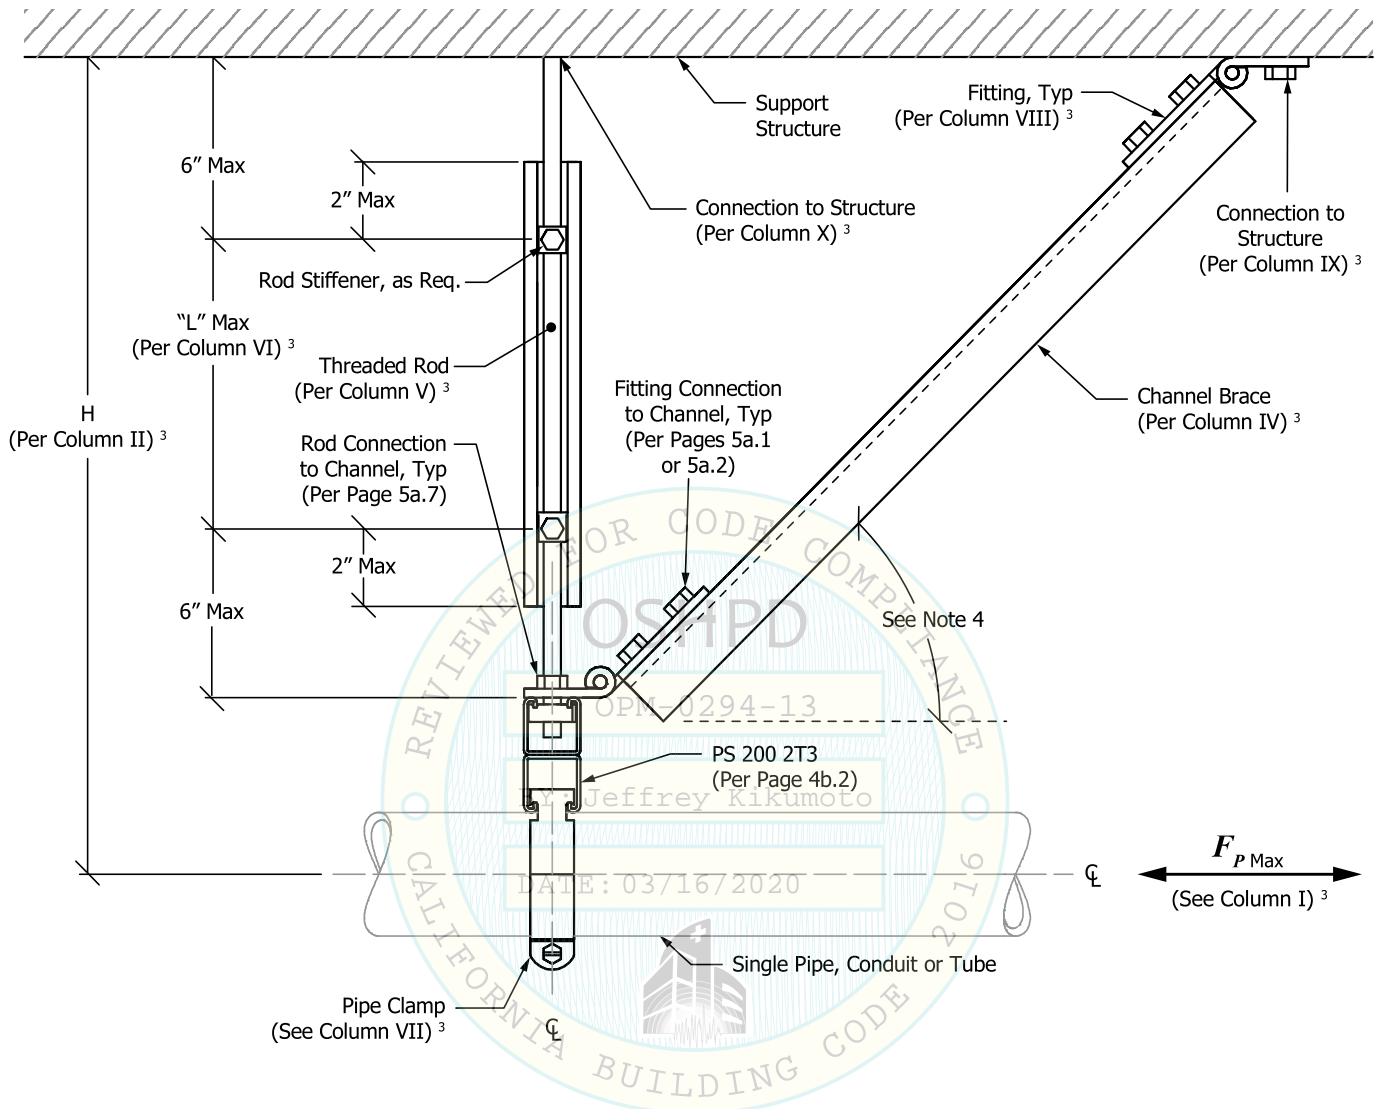 Support
Structure
Fitting, Typ
(Per Column VIII) ³
6” Max
2” Max
Connection to Structure
(Per Column X) ³
Connection to
Structure
(Per Column IX) ³
Rod Stiffener, as Req.
“L” Max
(Per Column VI) ³
Threaded Rod
(Per Column V) ³
Fitting Connection
to Channel, Typ
(Per Pages 5a.1
or 5a.2)
Channel Brace
(Per Column IV) ³
H
(Per Column II) ³
Rod Connection
to Channel, Typ
(Per Page 5a.7)
2” Max
6” Max
See Note 4
REVIEWED FOR CODE COMPLIANCE
OSHPD
OPM-0294-13
PS 200 2T3
(Per Page 4b.2)
BY: Jeffrey Kikumoto
DATE: 03/16/2020
℄
F P Max
(See Column I) ³
Single Pipe, Conduit or Tube
Pipe Clamp
(See Column VII) ³
℄
CALIFORNIA BUILDING CODE 2016